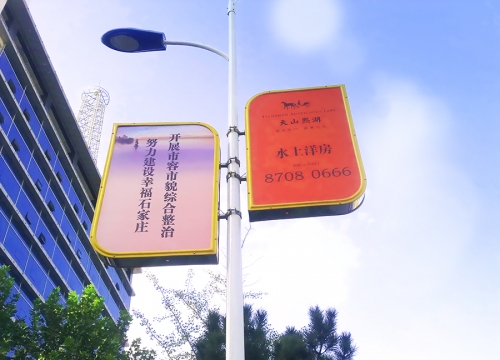 开展市容市貌综合整治
努力建设幸福石家庄
天山熙湖
水上洋房
8708 0666